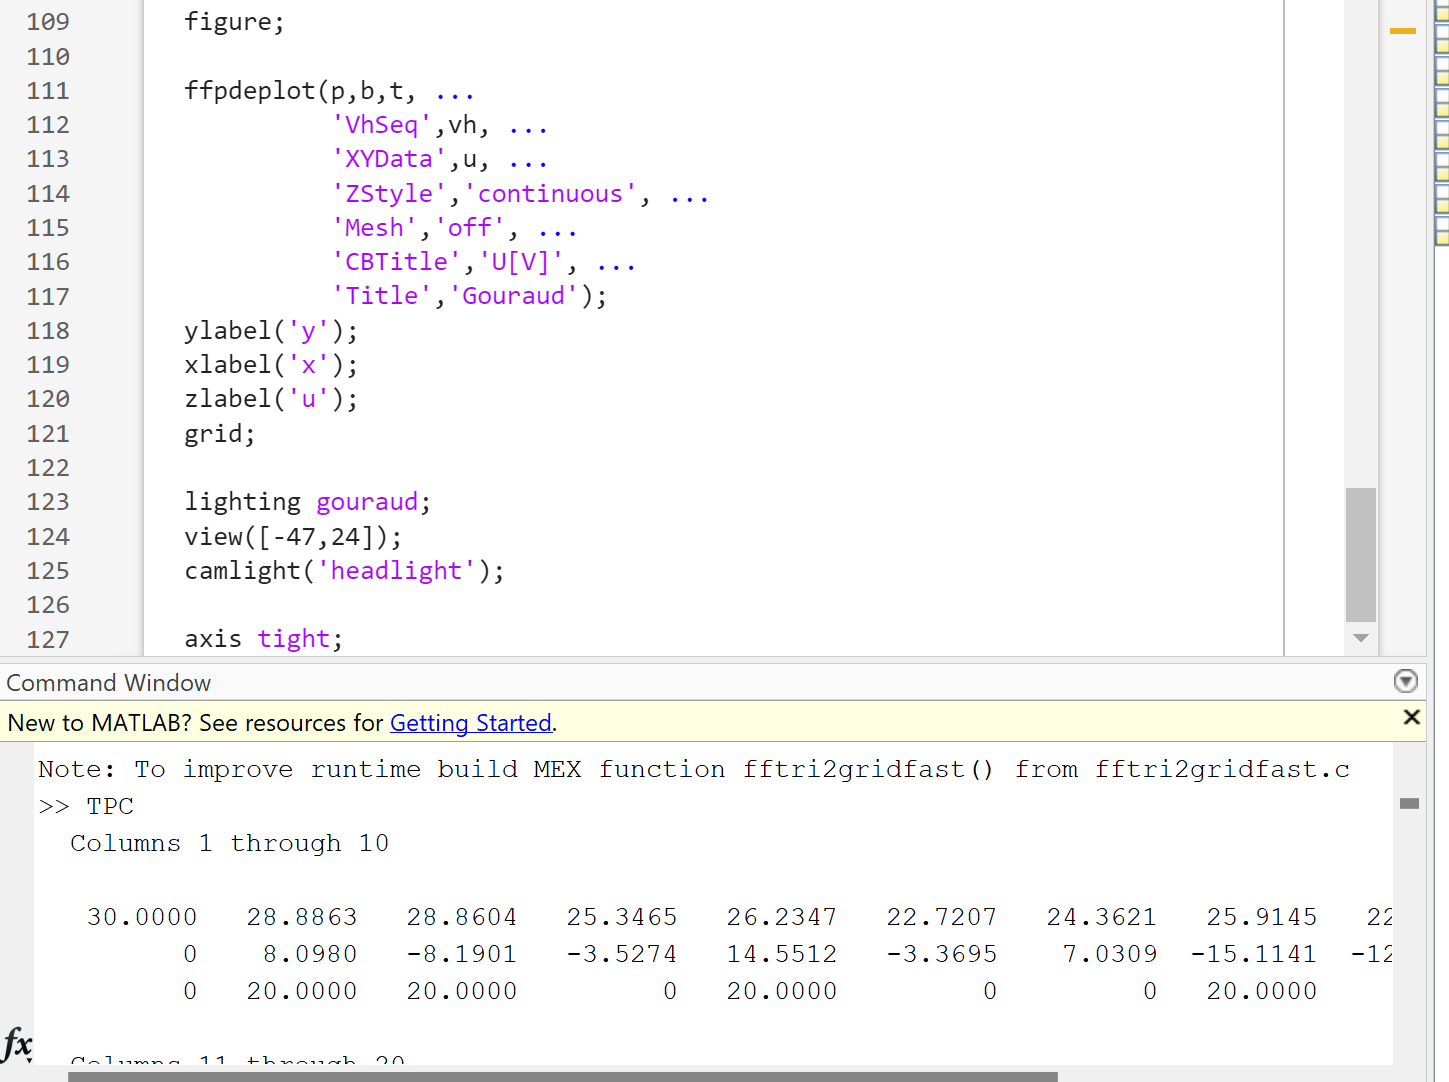 109 figure;
110
111 ffpdeplot(p,b,t, ...
112 'VhSeq',vh, ...
113 'XYData',u, ...
114 'ZStyle','continuous', ...
115 'Mesh','off', ...
116 'CBTitle','U[V]', ...
117 'Title','Gouraud');
118 ylabel('y');
119 xlabel('x');
120 zlabel('u');
121 grid;
122
123 lighting gouraud;
124 view([-47,24]);
125 camlight('headlight');
126
127 axis tight;
Command Window
New to MATLAB? See resources for Getting Started.
Note: To improve runtime build MEX function fftri2gridfast() from fftri2gridfast.c
>> TPC
Columns 1 through 10
30.0000 28.8863 28.8604 25.3465 26.2347 22.7207 24.3621 25.9145 22
0 8.0980 -8.1901 -3.5274 14.5512 -3.3695 7.0309 -15.1141 -12
0 20.0000 20.0000 0 20.0000 0 0 20.0000
fx Columns 11 through 20